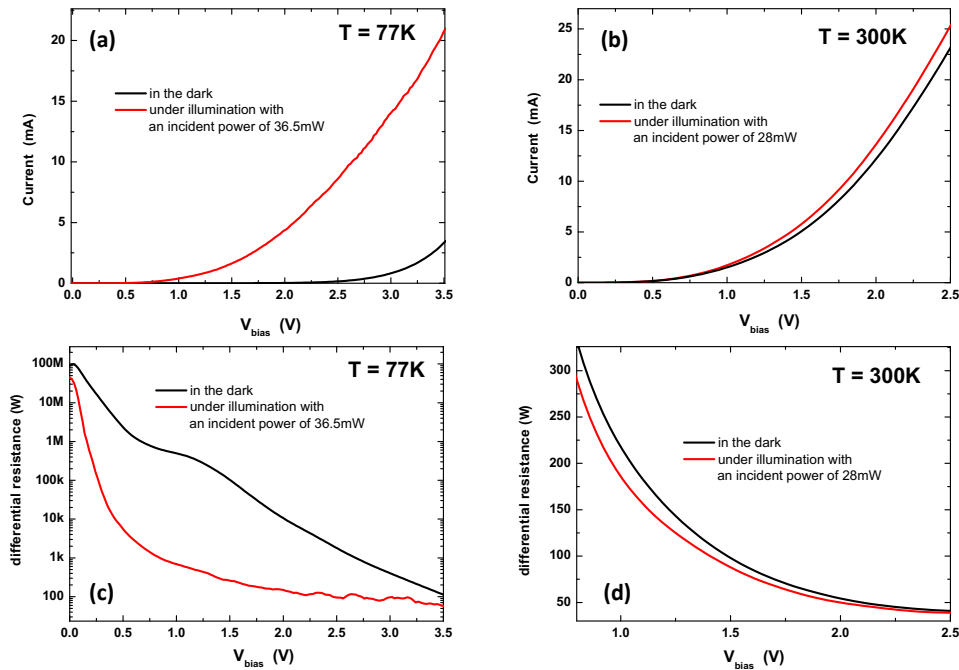 (a)
T = 77K
in the dark
under illumination with
an incident power of 36.5mW
Current (mA)
20
15
10
5
0
0.0 0.5 1.0 1.5 2.0 2.5 3.0 3.5
V_bias (V)
(b)
T = 300K
in the dark
under illumination with
an incident power of 28mW
Current (mA)
25
20
15
10
5
0
0.0 0.5 1.0 1.5 2.0 2.5
V_bias (V)
T = 77K
in the dark
under illumination with
an incident power of 36.5mW
differential resistance (W)
100M
10M
1M
100k
10k
1k
100
(c)
0.0 0.5 1.0 1.5 2.0 2.5 3.0 3.5
V_bias (V)
T = 300K
in the dark
under illumination with
an incident power of 28mW
differential resistance (W)
300
250
200
150
100
50
(d)
1.0 1.5 2.0 2.5
V_bias (V)